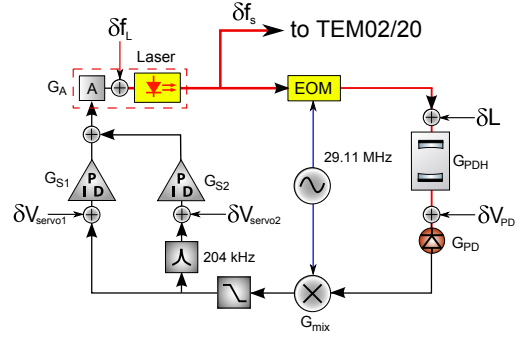 δf_s
to TEM02/20
δf_L
Laser
G_A
A
EOM
δL
G_PDH
29.11 MHz
G_S1
P
I D
G_S2
P
I D
δV_servo1
δV_servo2
δV_PD
G_PD
204 kHz
G_mix